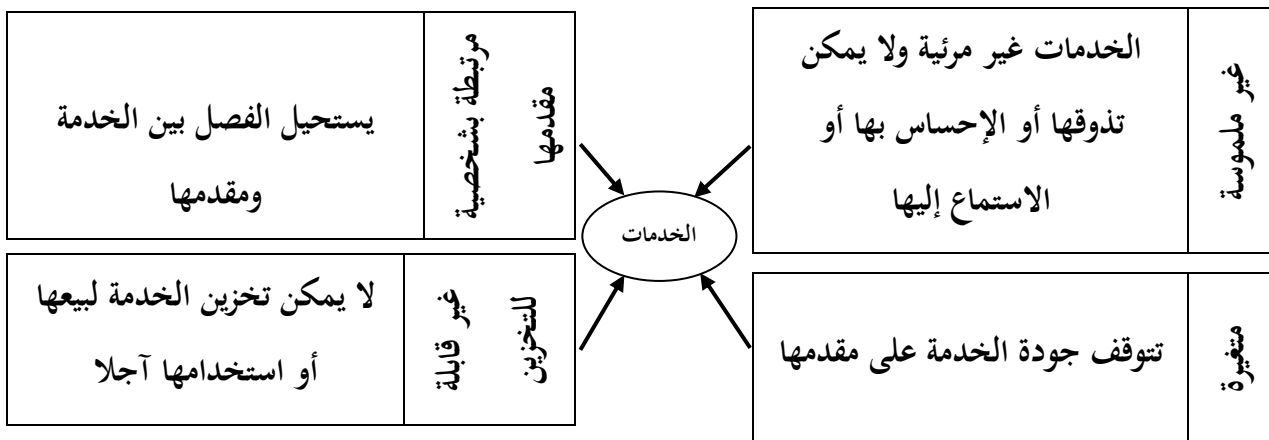 غير ملموسة
الخدمات غير مرئية ولا يمكن
تذوقها أو الإحساس بها أو
الاستماع إليها
مرتبطة بشخصية
مقدمها
يستحيل الفصل بين الخدمة
ومقدمها
الخدمات
متغيرة
تتوقف جودة الخدمة على مقدمها
غير قابلة
للتخزين
لا يمكن تخزين الخدمة لبيعها
أو استخدامها آجلا